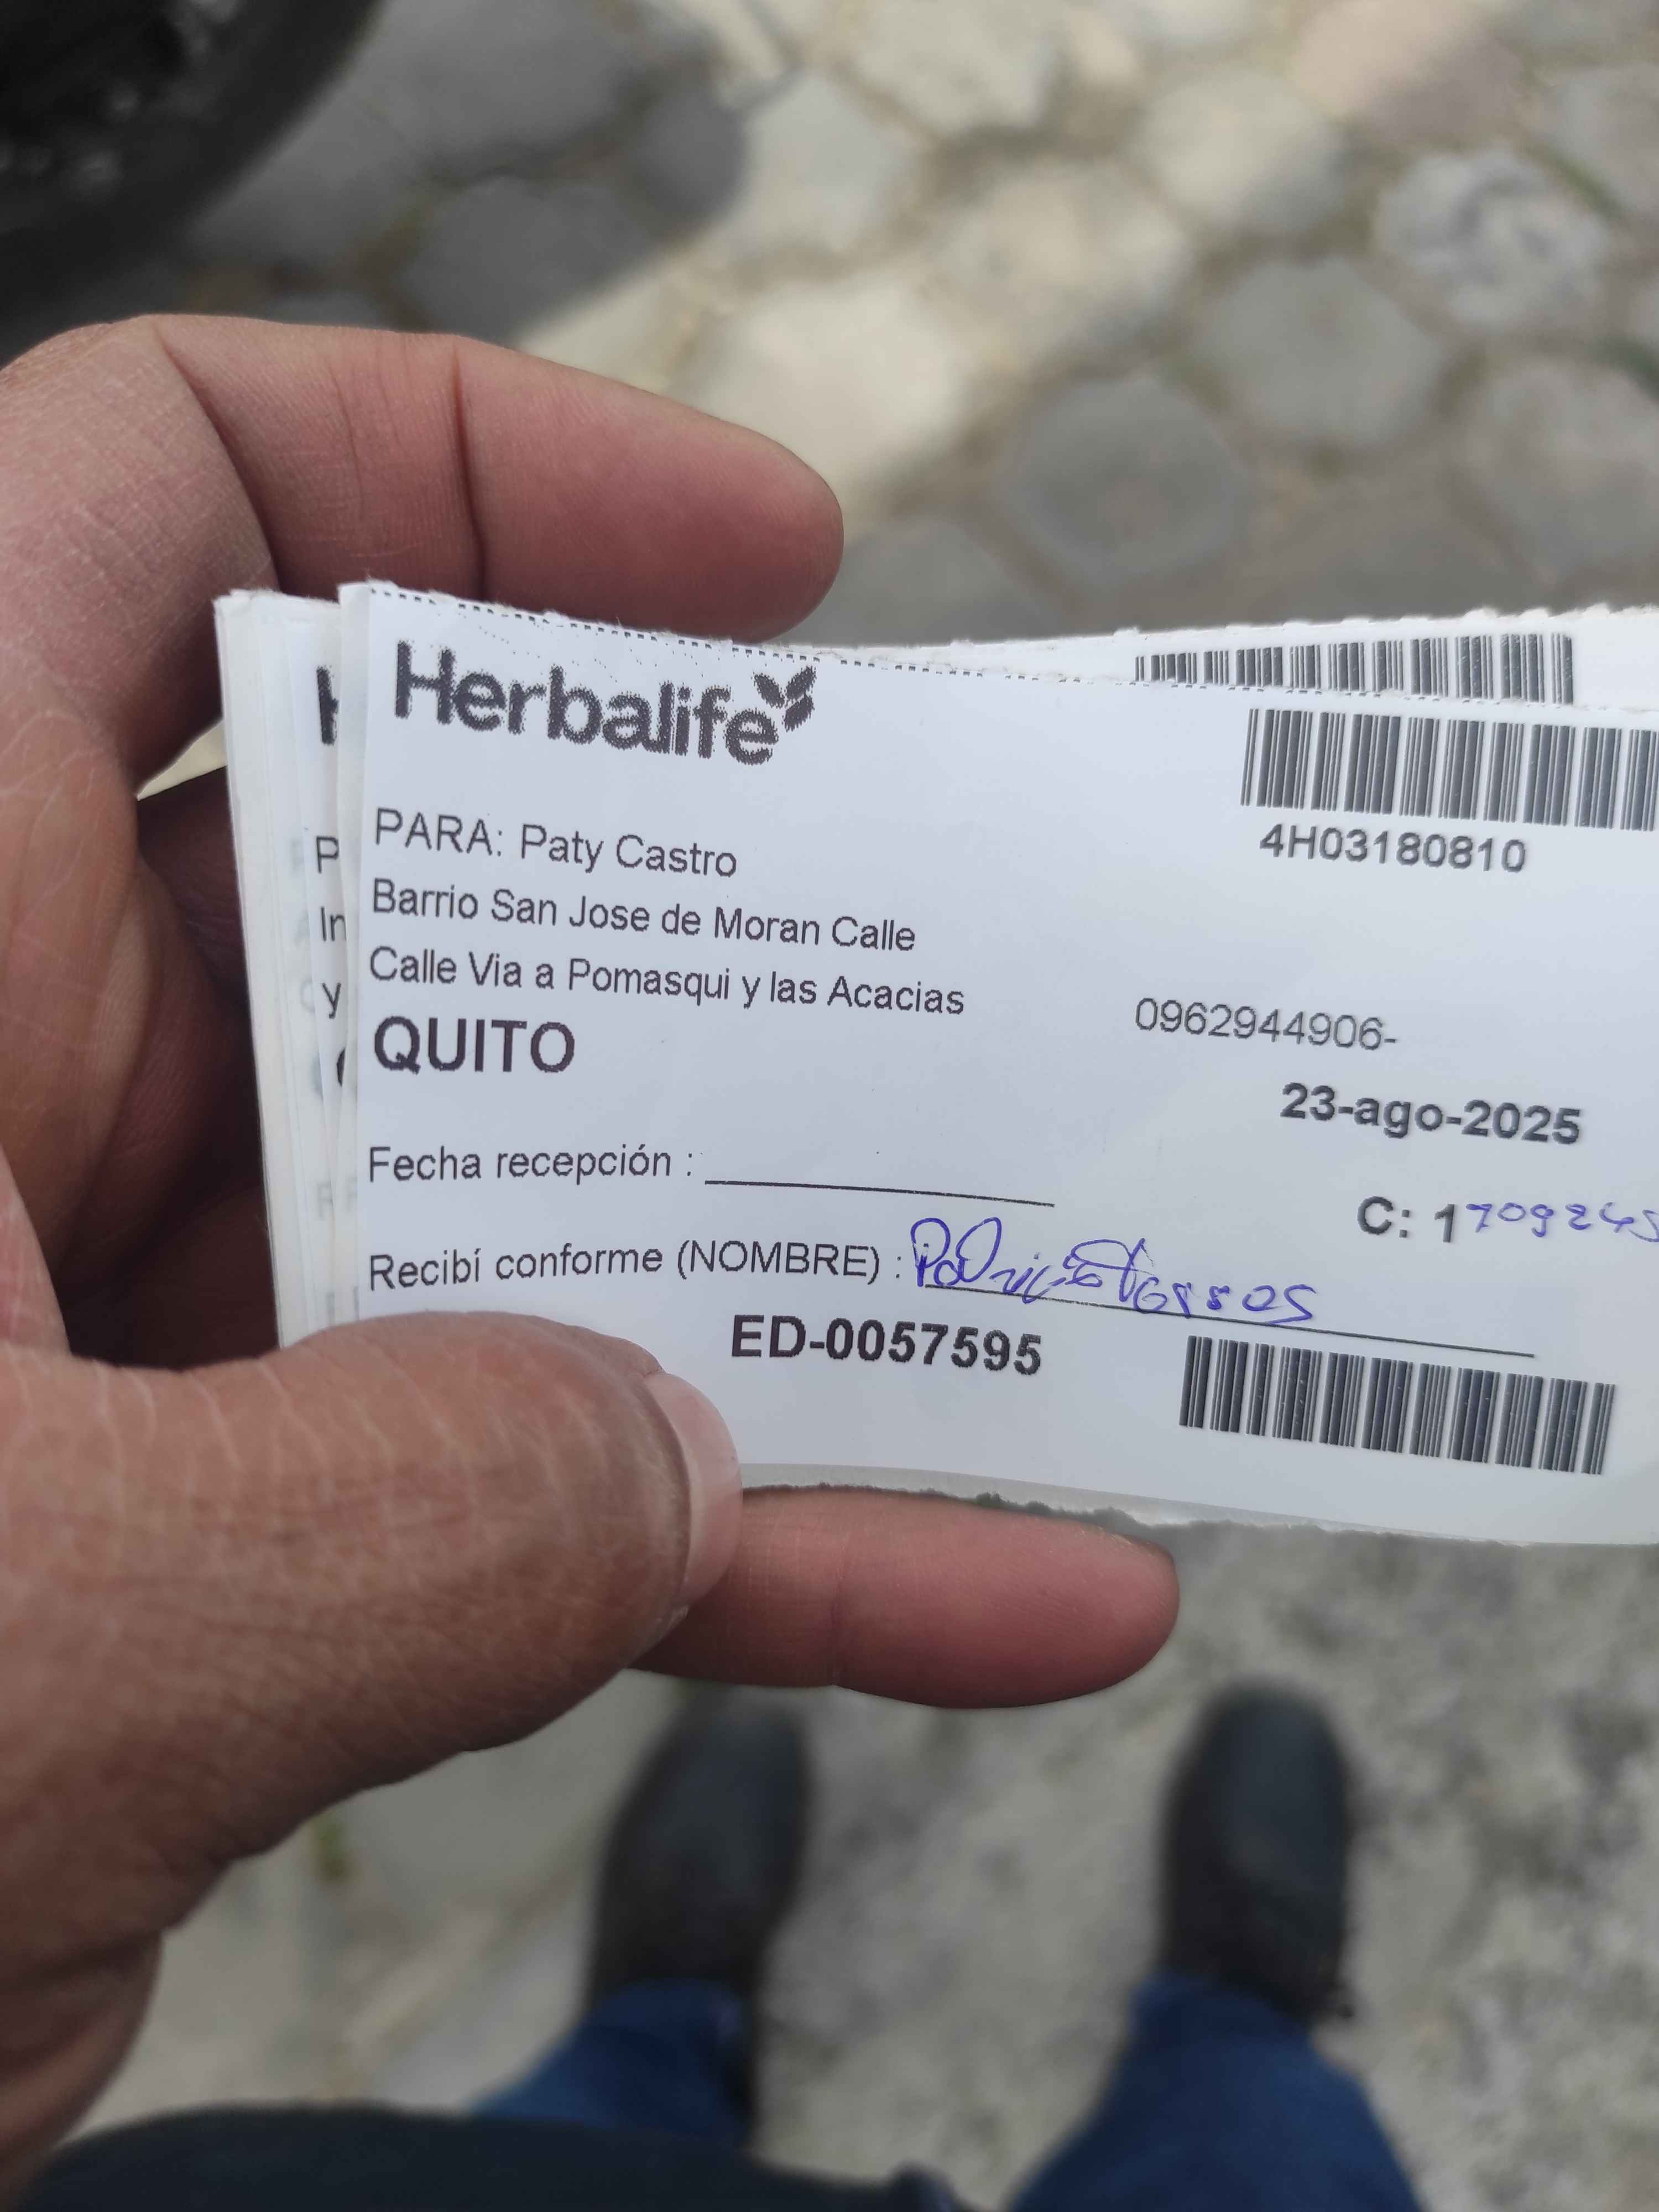 Herbalife
4H03180810
PARA: Paty Castro
Barrio San Jose de Moran Calle
Calle Via a Pomasqui y las Acacias
0962944906-
QUITO
23-ago-2025
Fecha recepción :
C: 1709245
Recibí conforme (NOMBRE) :
ED-0057595